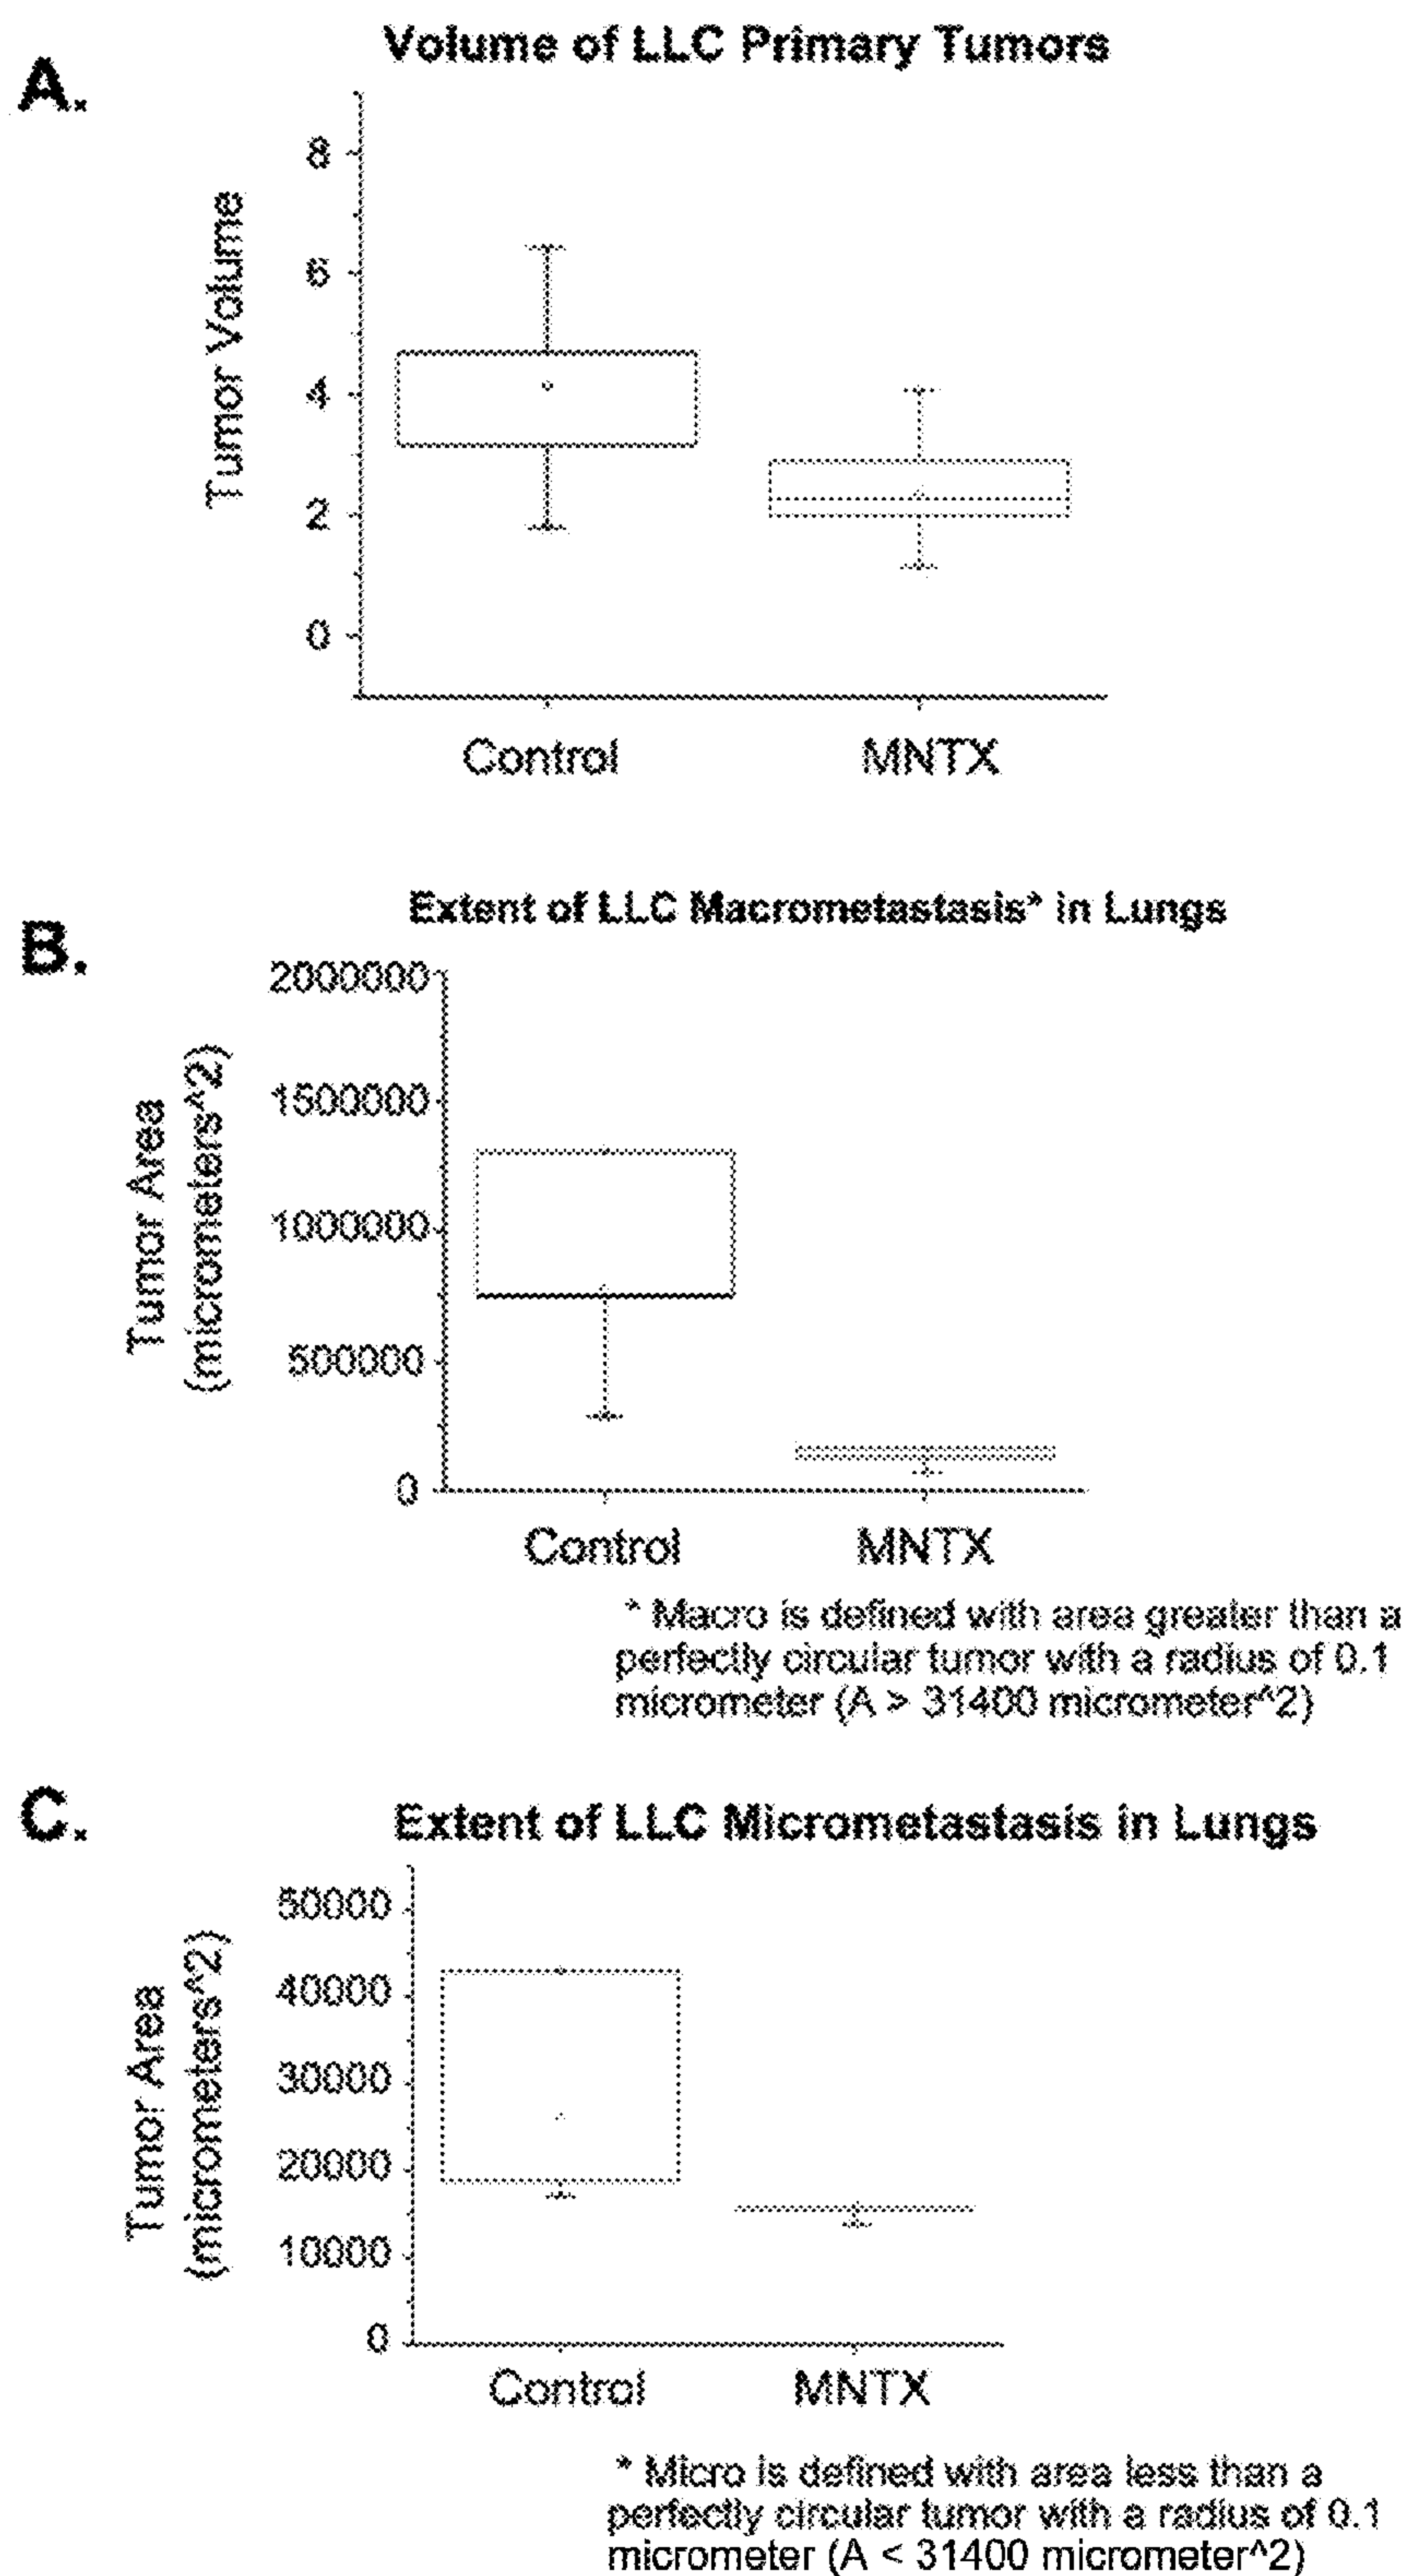 A.
Volume of LLC Primary Tumors
Tumor Volume
8
6
4
2
0
Control MNTX
B.
Extent of LLC Macrometastasis* in Lungs
Tumor Area
(micrometers^2)
2000000
1500000
1000000
500000
0
Control MNTX
* Macro is defined with area greater than a
perfectly circular tumor with a radius of 0.1
micrometer (A > 31400 micrometer^2)
C.
Extent of LLC Micrometastasis in Lungs
Tumor Area
(micrometers^2)
50000
40000
30000
20000
10000
0
Control MNTX
* Micro is defined with area less than a
perfectly circular tumor with a radius of 0.1
micrometer (A < 31400 micrometer^2)